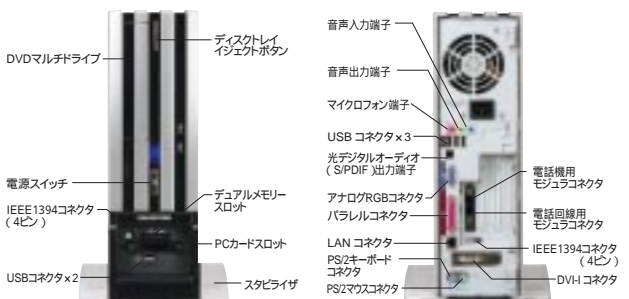 DVDマルチドライブ
電源スイッチ
IEEE1394コネクタ
(4ピン)
USBコネクタ×2
ディスクトレイ
イジェクトボタン
デュアルメモリー
スロット
PCカードスロット
スタビライザ
音声入力端子
音声出力端子
マイクロフォン端子
USB コネクタ×3
光デジタルオーディオ
(S/PDIF)出力端子
アナログRGBコネクタ
パラレルコネクタ
LAN コネクタ
PS/2キーボード
コネクタ
PS/2マウスコネクタ
電話機用
モジュラコネクタ
電話回線用
モジュラコネクタ
IEEE1394コネクタ
(4ピン)
DVI-I コネクタ